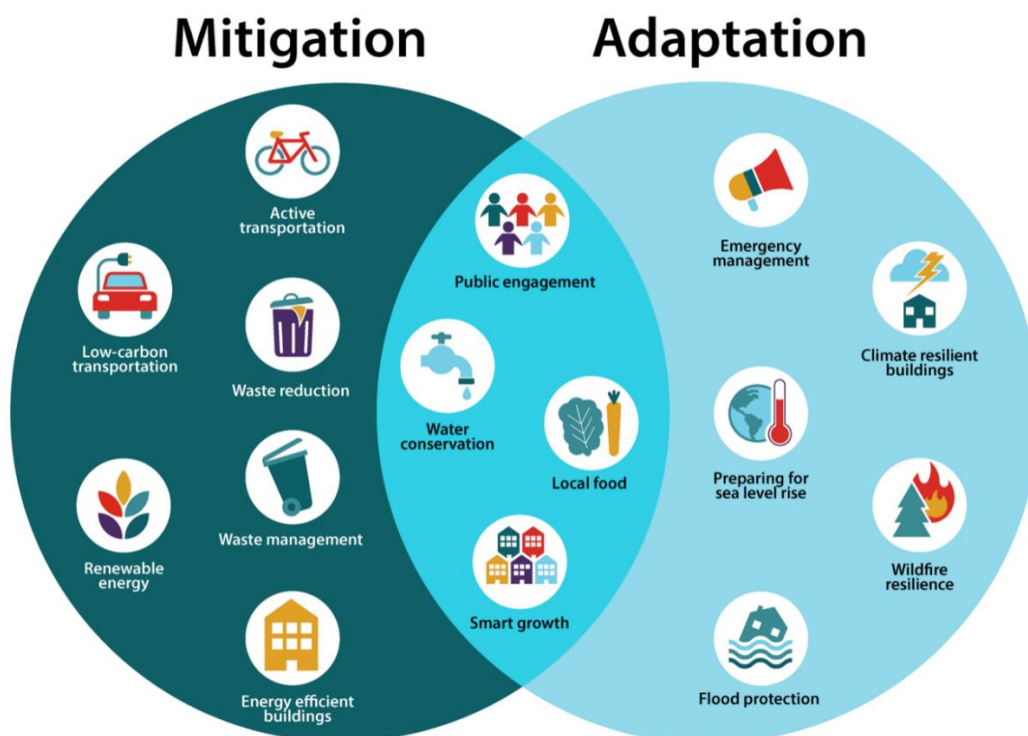 Mitigation
Adaptation
Active
transportation
Low-carbon
transportation
Waste reduction
Renewable
energy
Waste management
Energy efficient
buildings
Public engagement
Water
conservation
Local food
Smart growth
Emergency
management
Climate resilient
buildings
Preparing for
sea level rise
Wildfire
resilience
Flood protection